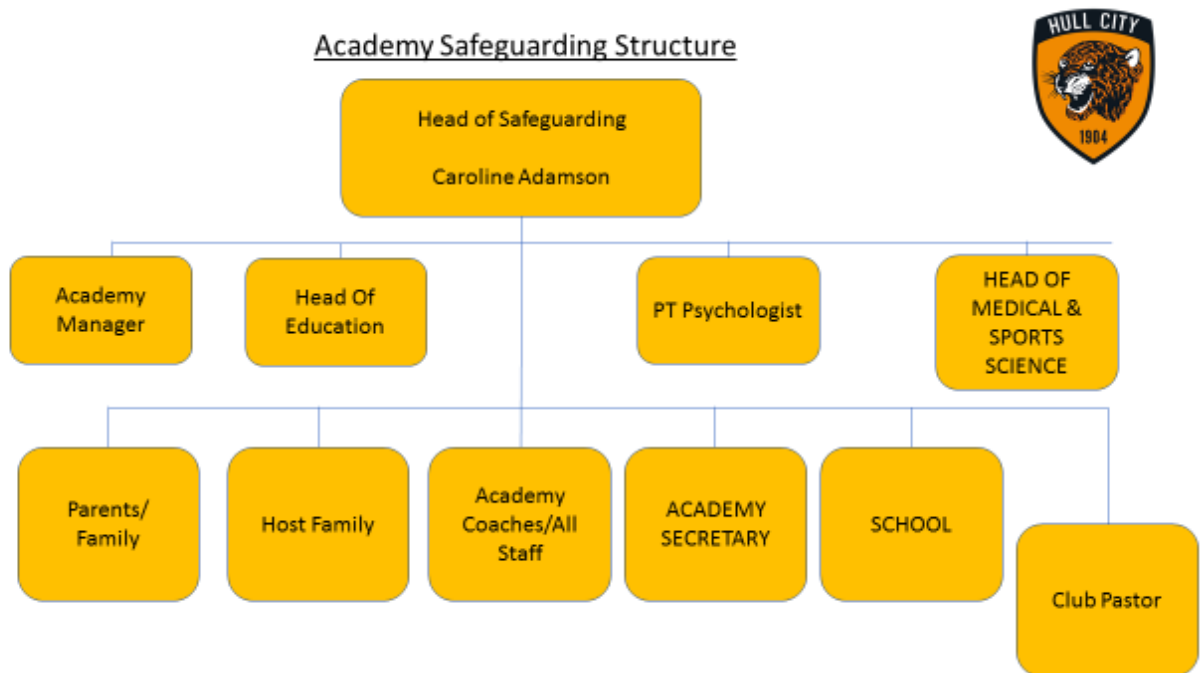 Academy Safeguarding Structure
HULL CITY
1904
Head of Safeguarding
Caroline Adamson
Academy
Manager
Head Of
Education
PT Psychologist
HEAD OF
MEDICAL &
SPORTS
SCIENCE
Parents/
Family
Host Family
Academy
Coaches/All
Staff
ACADEMY
SECRETARY
SCHOOL
Club Pastor